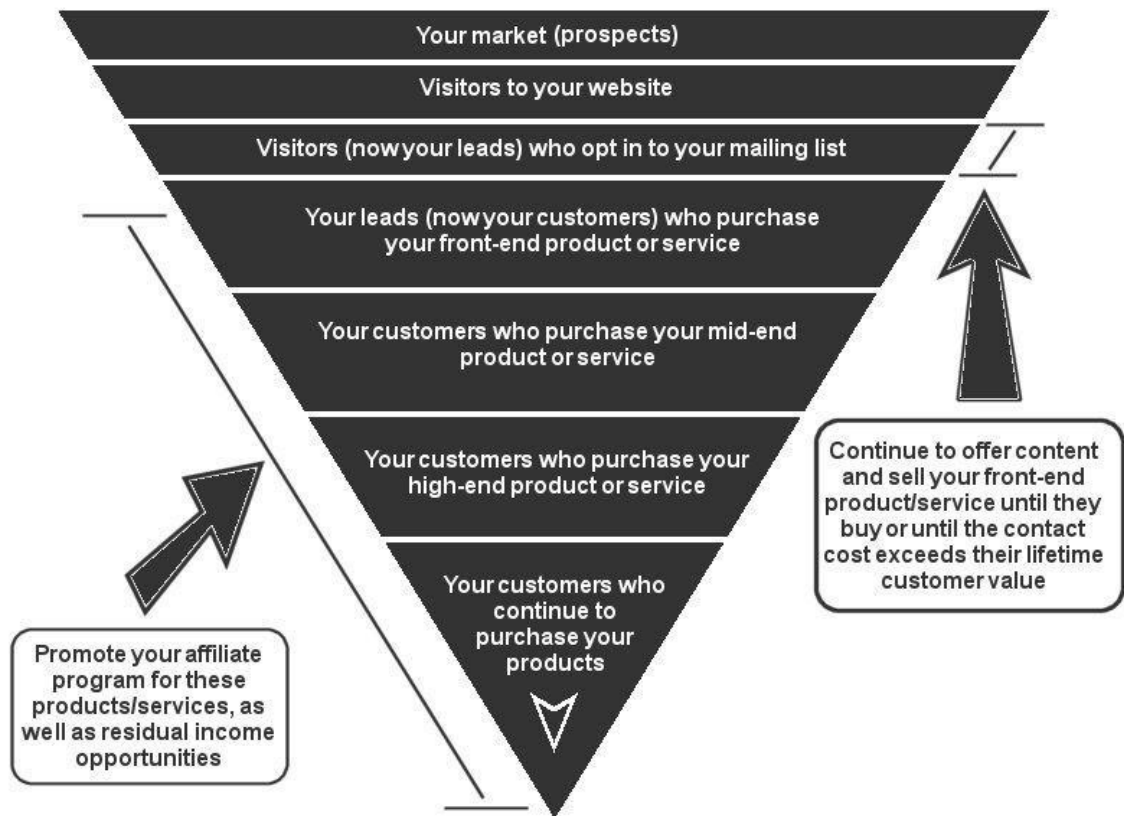 Your market (prospects)
Visitors to your website
Visitors (now your leads) who opt in to your mailing list
Your leads (now your customers) who purchase
your front-end product or service
Your customers who purchase your mid-end
product or service
Your customers who purchase your
high-end product or service
Your customers who
continue to
purchase your
products
Continue to offer content
and sell your front-end
product/service until they
buy or until the contact
cost exceeds their lifetime
customer value
Promote your affiliate
program for these
products/services, as
well as residual income
opportunities